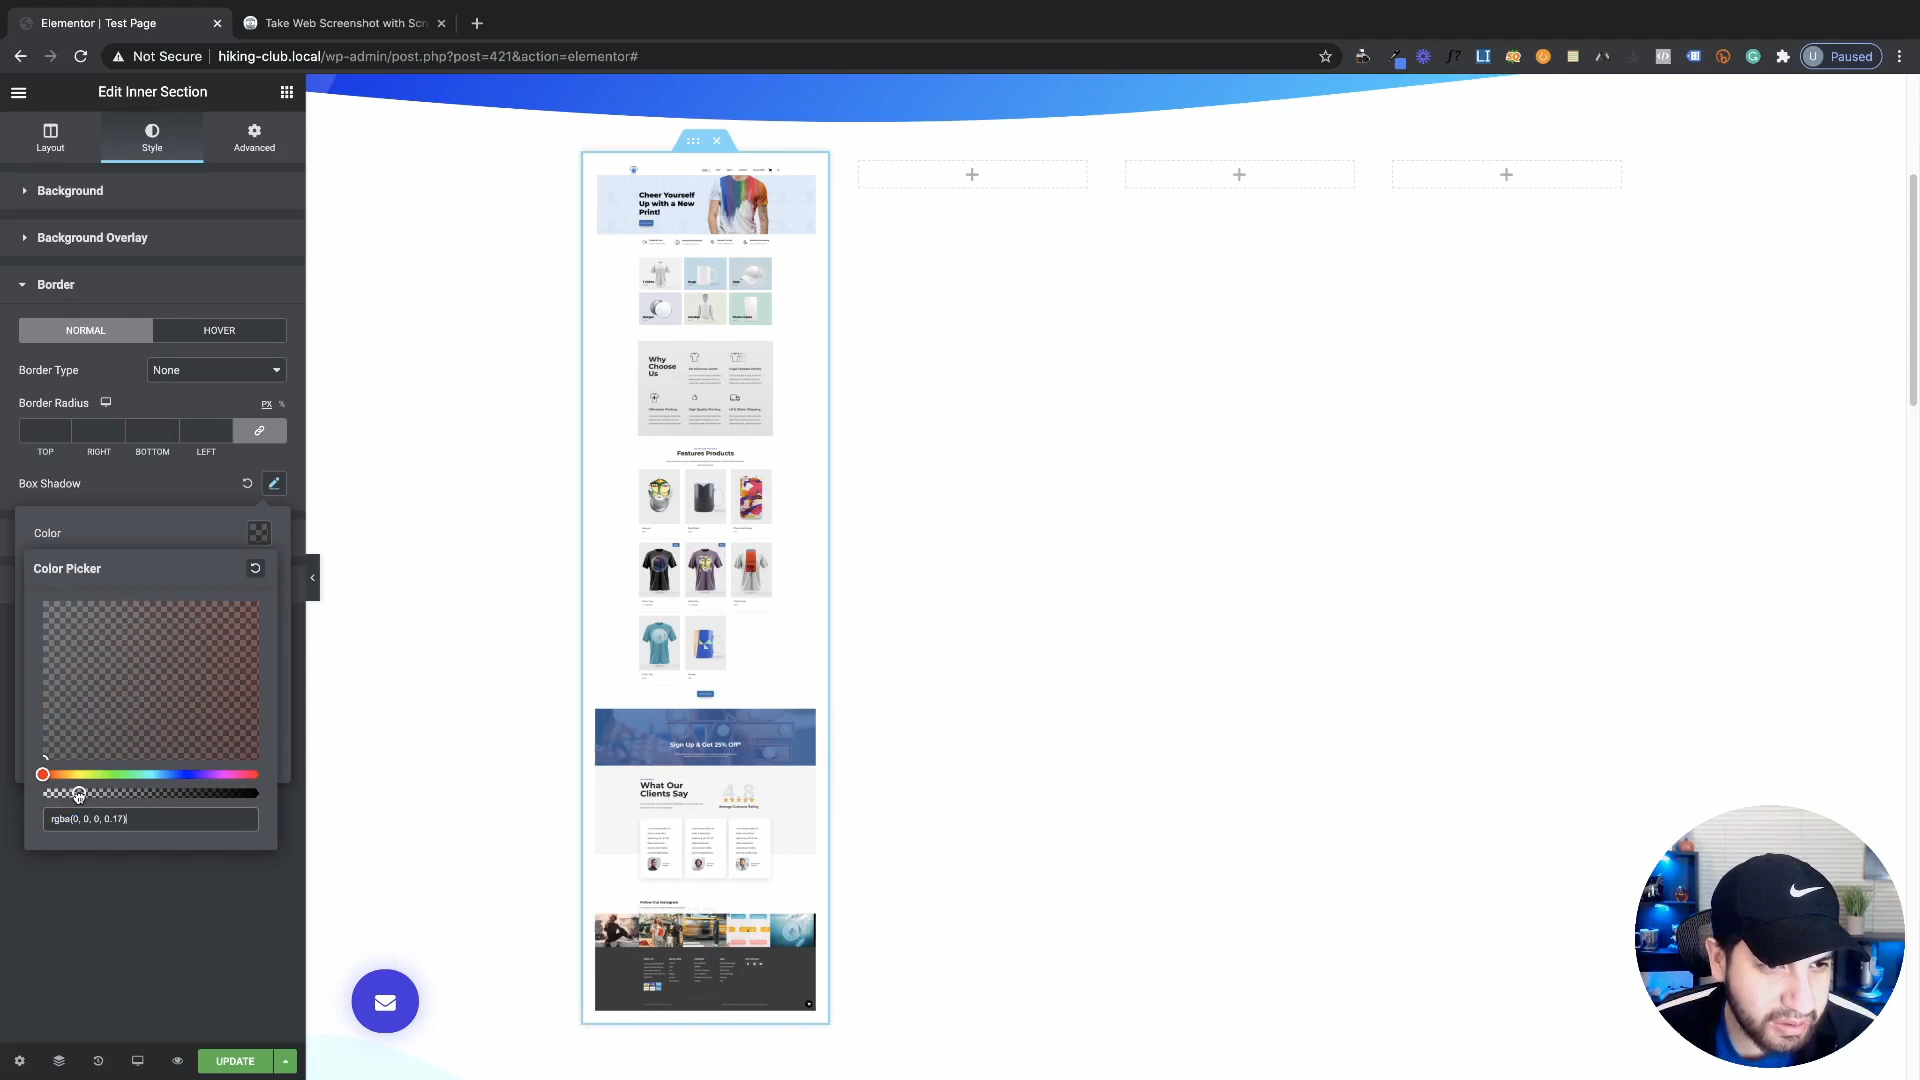 Elementor | Test Page
Take Web Screenshot with Scr
Not Secure
hiking-club.local/wp-admin/post.php?post=421&action=elementor#
Paused
Edit Inner Section
Layout
Style
Advanced
Background
Background Overlay
Border
NORMAL
HOVER
Border Type
None
Border Radius
PX %
TOP
RIGHT
BOTTOM
LEFT
Box Shadow
Color
Color Picker
rgba(0, 0, 0, 0.17)
UPDATE
Cheer Yourself
Up with a New
Print!
Why
Choose
Us
Features Products
Sign Up & Get 25% Off*
What Our
Clients Say
4.8
Follow Our Instagram